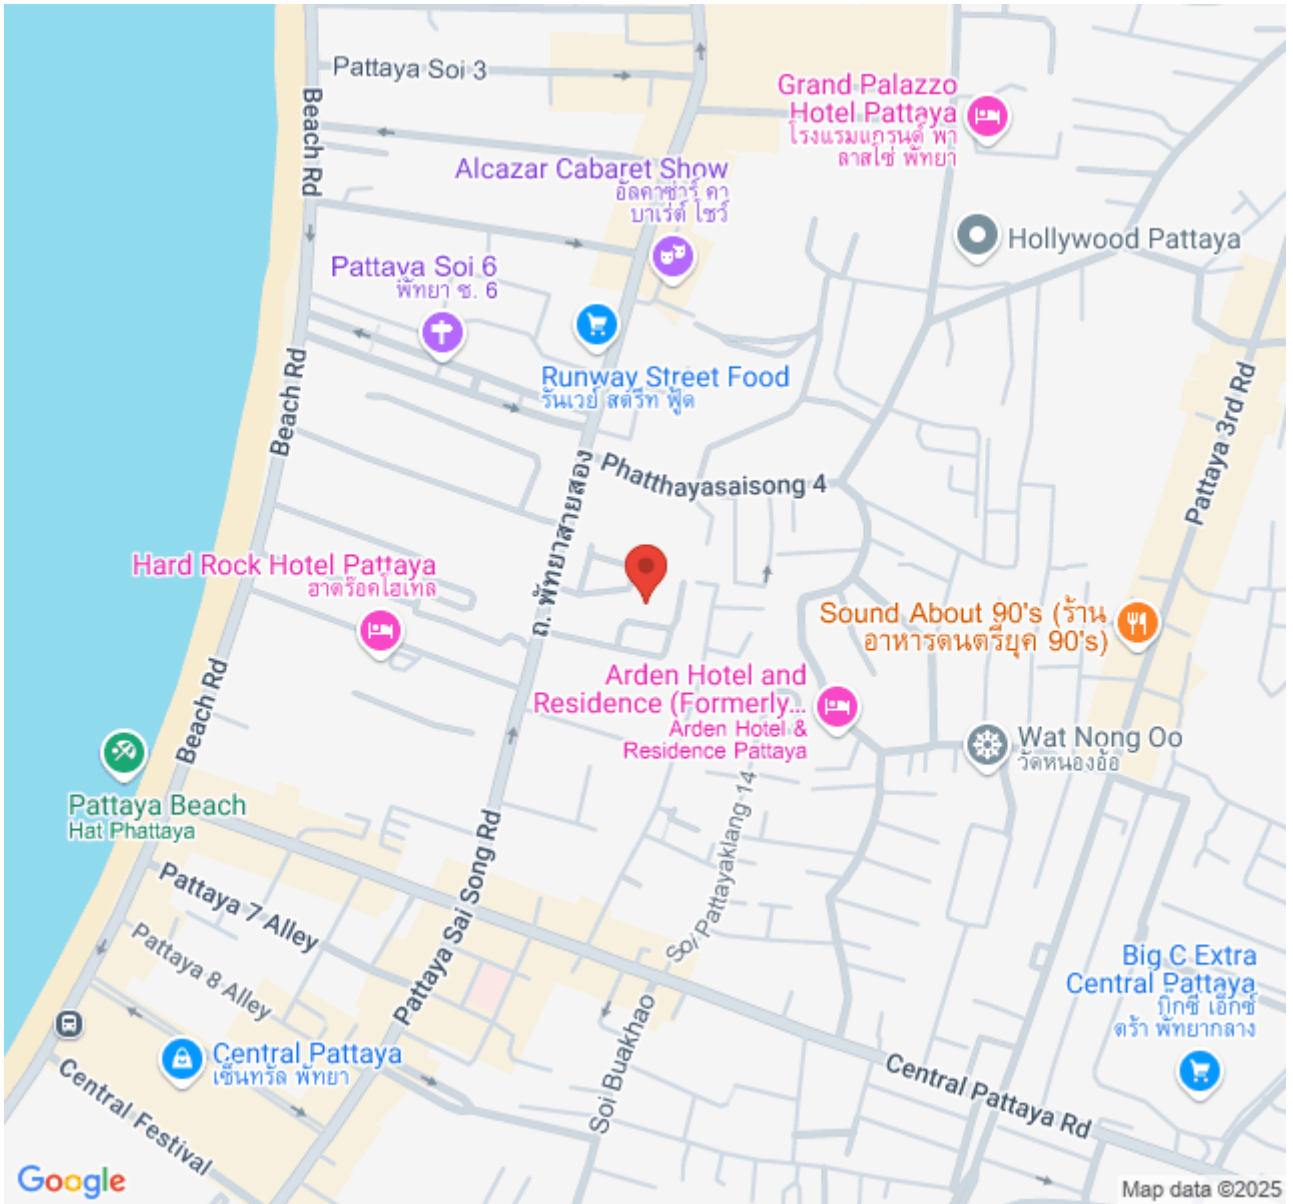 Pattaya Soi 3
Beach Rd
Grand Palazzo
Hotel Pattaya
โรงแรมแกรนด์ พา
ลาสโซ่ พัทยา
Alcazar Cabaret Show
อัลคาซ่าร์ คา
บาเร่ต์ โชว์
Hollywood Pattaya
Pattaya Soi 6
พัทยา ซ. 6
Runway Street Food
รันเวย์ สตรีท ฟู้ด
Beach Rd
Pattaya 3rd Rd
Phatthayasaisong 4
ถ. พัทยาสายสอง
Hard Rock Hotel Pattaya
ฮาดร๊อคโฮเทล
Sound About 90's (ร้าน
อาหารดนตรียุค 90's)
Arden Hotel and
Residence (Formerly...
Arden Hotel &
Residence Pattaya
Beach Rd
Wat Nong Oo
วัดหนองอ้อ
Pattaya Beach
Hat Phattaya
Pattaya Sai Song Rd
Soi Pattayaklang 14
Pattaya 7 Alley
Pattaya 8 Alley
Big C Extra
Central Pattaya
บิ๊กซี เอ็กซ์
ตร้า พัทยากลาง
Central Pattaya
เซ็นทรัล พัทยา
Soi Buakhao
Central Pattaya Rd
Central Festival
Google
Map data ©2025